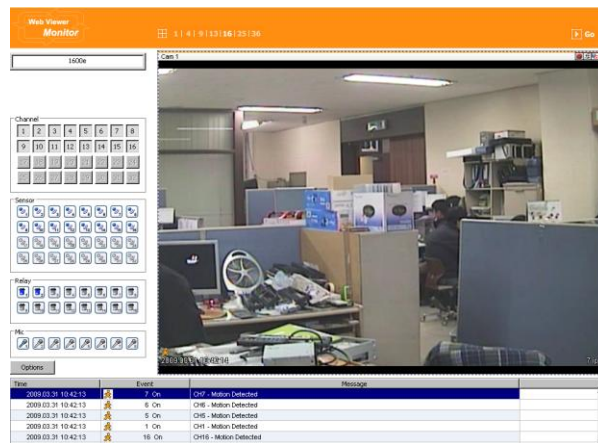 Web Viewer
Monitor
1 | 4 | 9 | 13 | 16 | 25 | 36
Go
1600e
Cam 1
Channel
1 2 3 4 5 6 7 8
9 10 11 12 13 14 15 16
Sensor
Relay
Mic
Options
Time Event Message
2009.03.31 10:42:13 7 On CH7 - Motion Detected
2009.03.31 10:42:13 6 On CH6 - Motion Detected
2009.03.31 10:42:13 5 On CH5 - Motion Detected
2009.03.31 10:42:13 1 On CH1 - Motion Detected
2009.03.31 10:42:13 16 On CH16 - Motion Detected